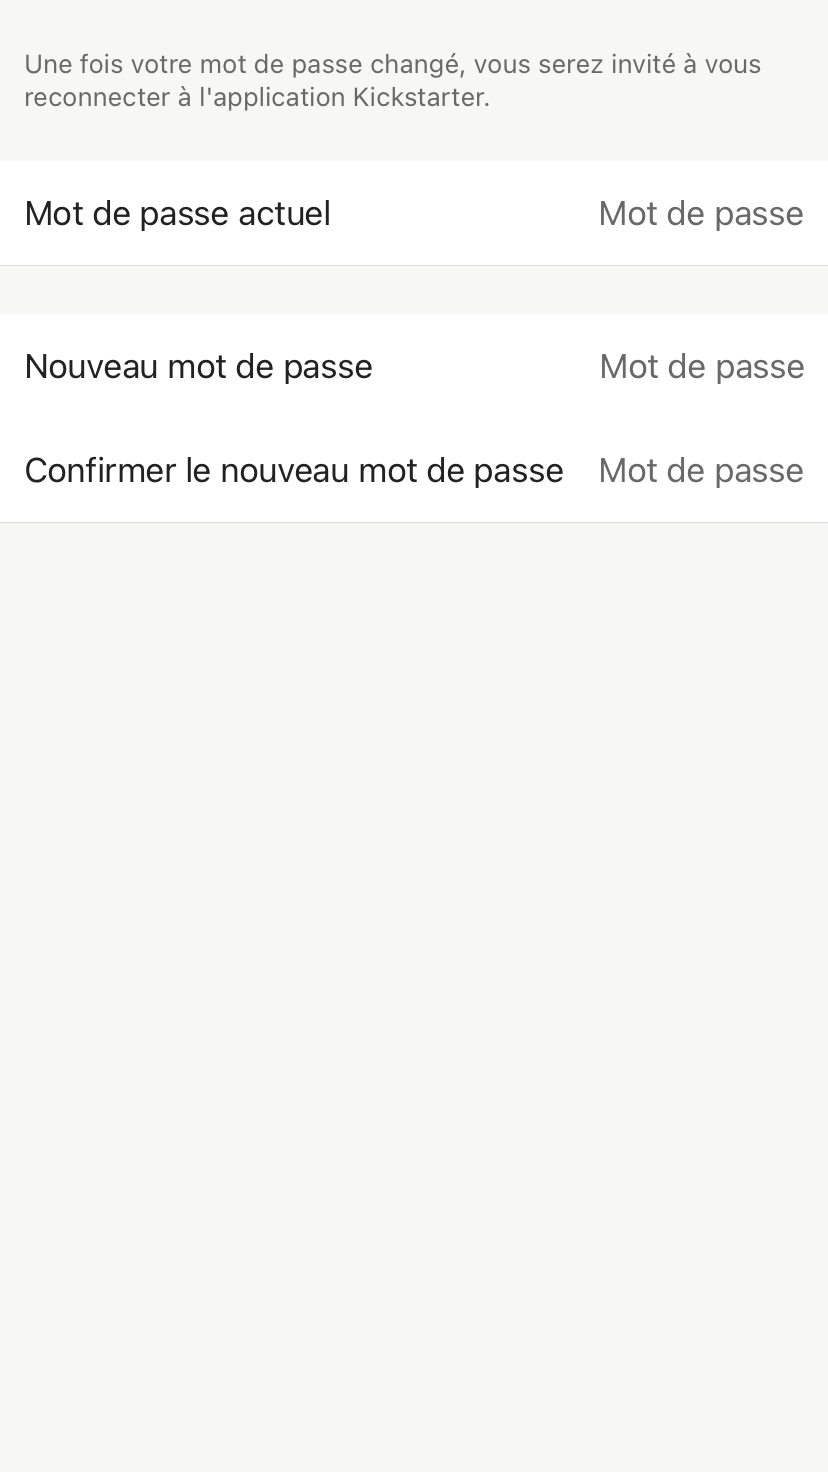 Une fois votre mot de passe changé, vous serez invité à vous
reconnecter à l'application Kickstarter.
Mot de passe actuel Mot de passe
Nouveau mot de passe Mot de passe
Confirmer le nouveau mot de passe Mot de passe